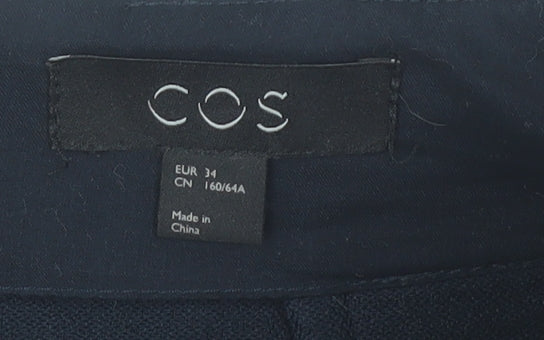 COS
EUR 34
CN 160/64A
Made in
China